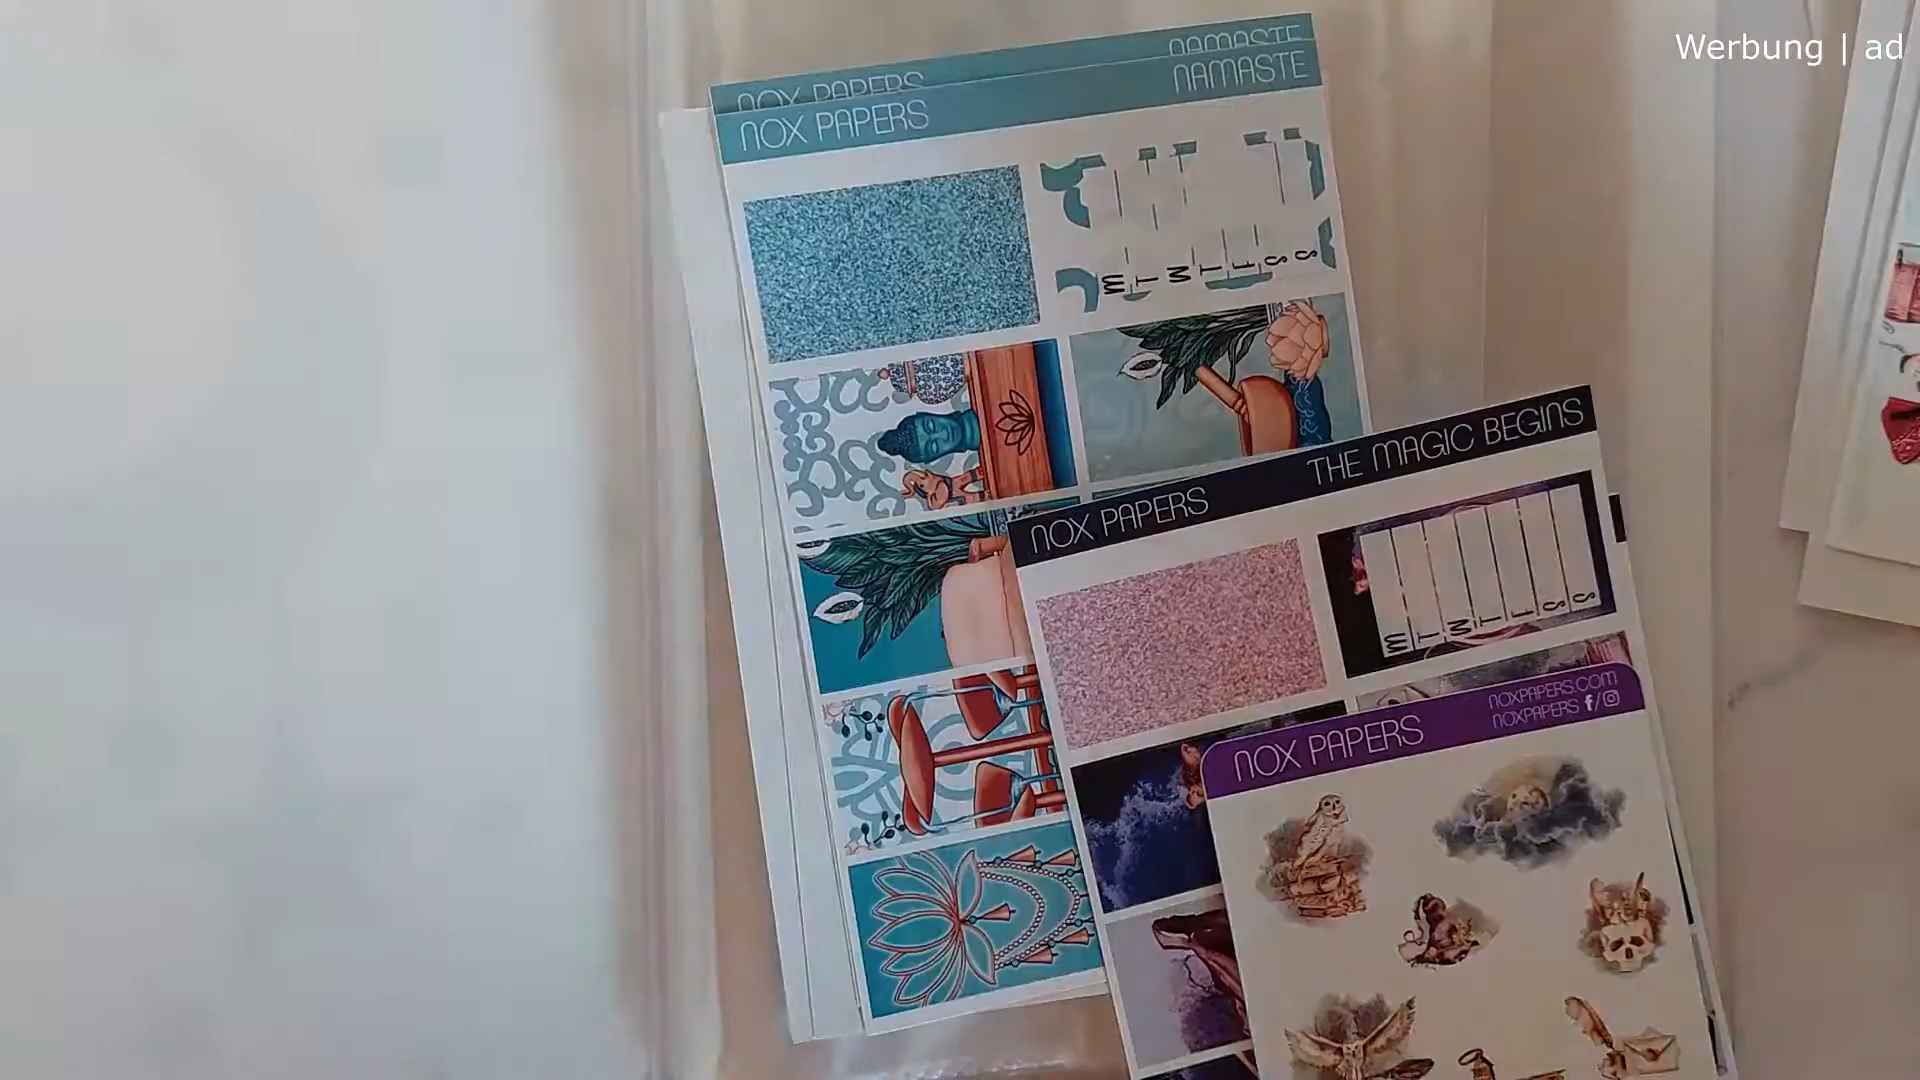 Werbung | ad
NOX PAPERS NAMASTE
NOX PAPERS NAMASTE
M T W T F S S
NOX PAPERS THE MAGIC BEGINS
M T W T F S S
NOX PAPERS
NOXPAPERS.COM
NOXPAPERS f/